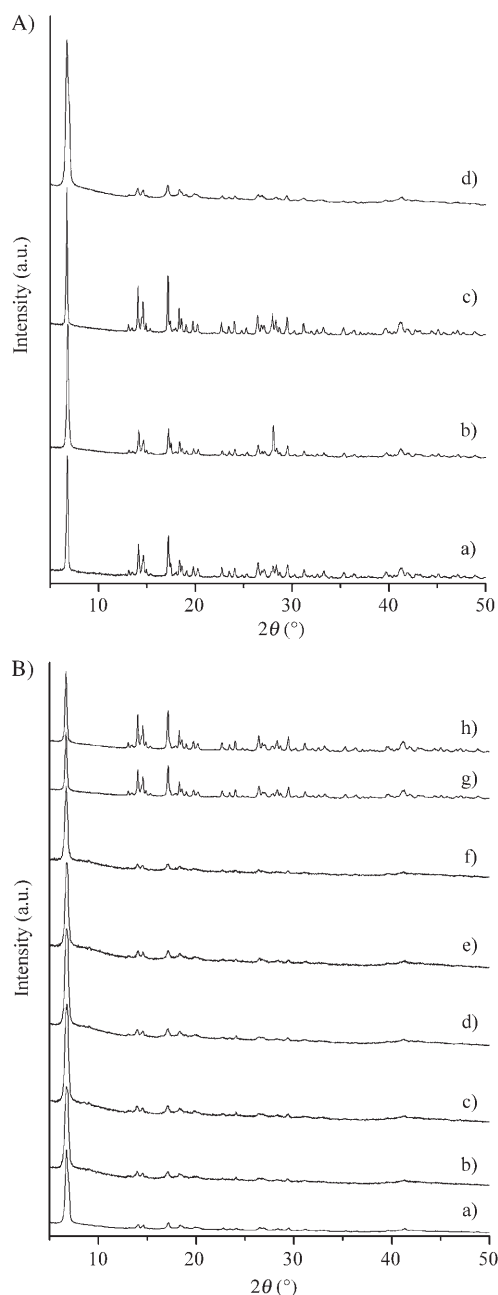 A)
d)
c)
b)
a)
Intensity (a.u.)
10 20 30 40 50
2θ (°)
B)
h)
g)
f)
e)
d)
c)
b)
a)
Intensity (a.u.)
10 20 30 40 50
2θ (°)